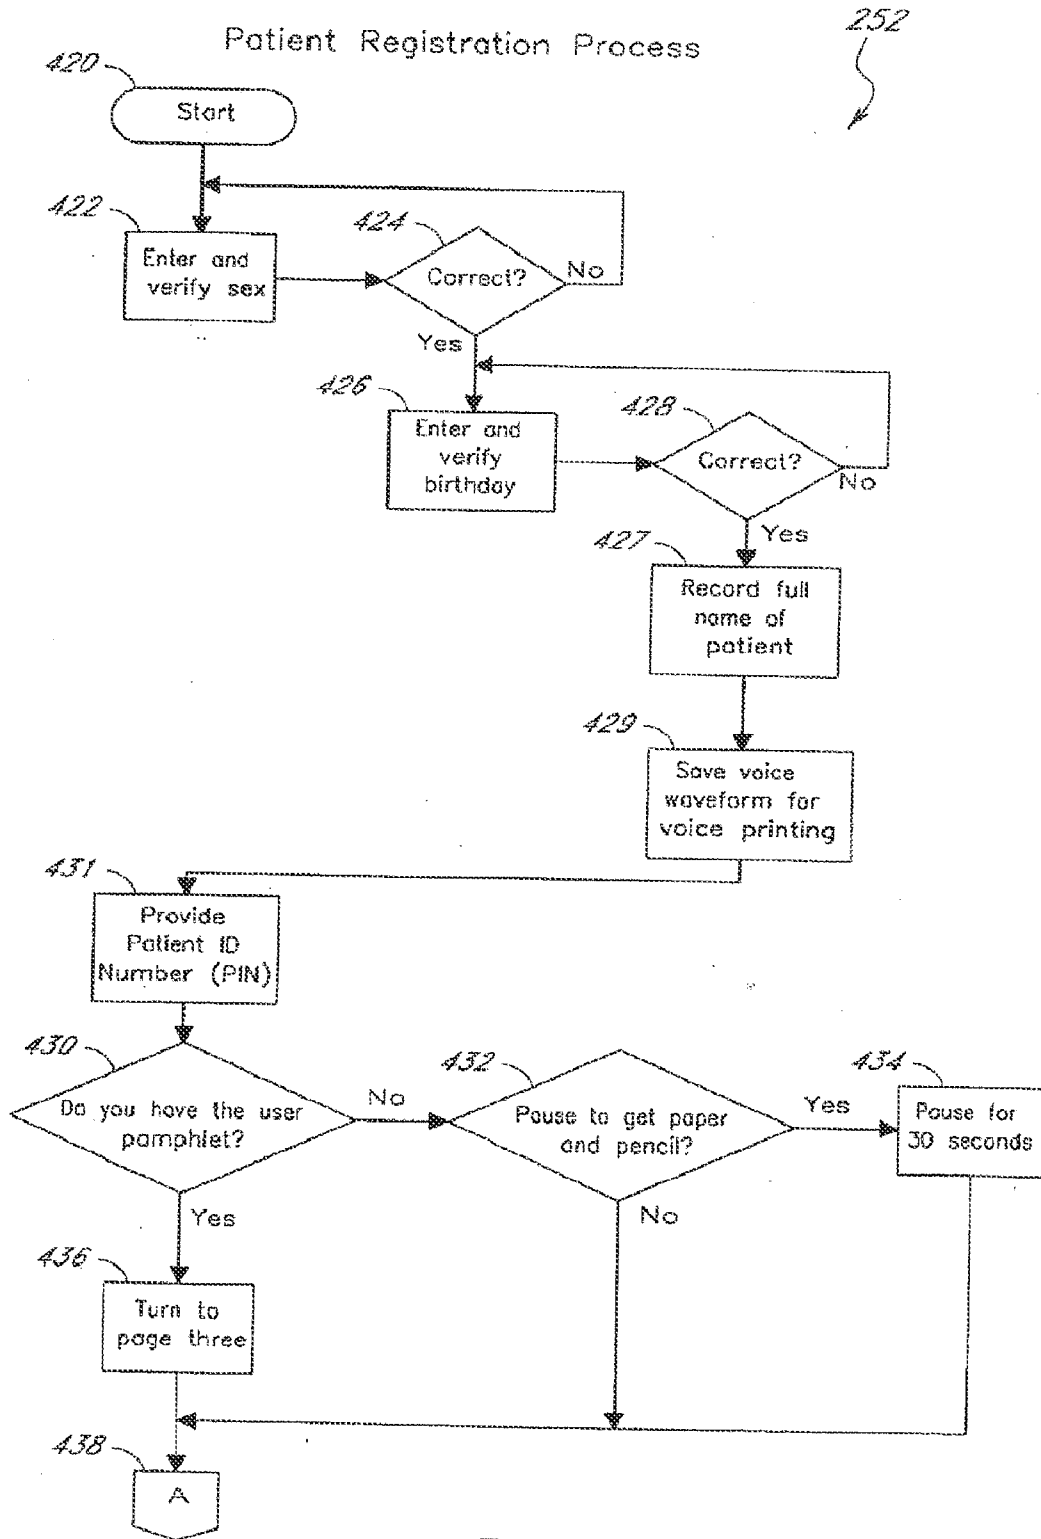 Patient Registration Process
252
420
Start
422
Enter and
verify sex
424
Correct?
No
Yes
426
Enter and
verify
birthday
428
Correct?
No
Yes
427
Record full
name of
patient
429
Save voice
waveform for
voice printing
431
Provide
Patient ID
Number (PIN)
430
Do you have the user
pamphlet?
No
432
Pause to get paper
and pencil?
Yes
434
Pause for
30 seconds
Yes
No
436
Turn to
page three
438
A